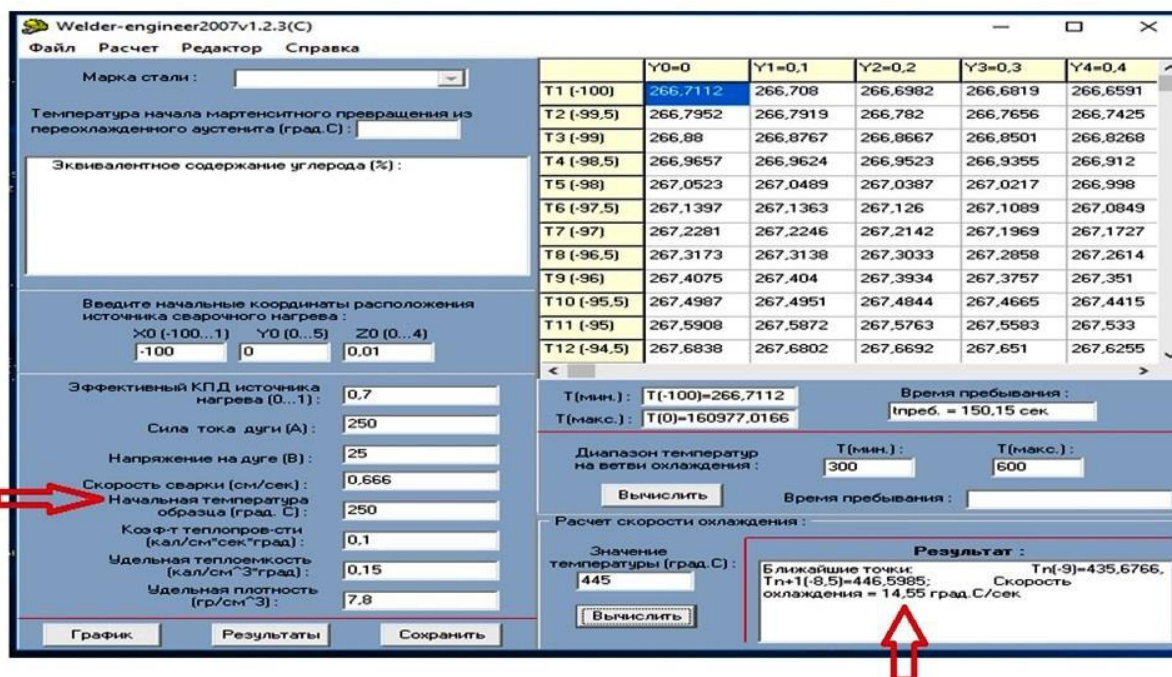 Welder-engineer2007v1.2.3(C)
Файл Расчет Редактор Справка
Марка стали :
Температура начала мартенситного превращения из
переохлажденного аустенита (град.С) :
Эквивалентное содержание углерода (%) :
Введите начальные координаты расположения
источника сварочного нагрева :
X0 (-100...1) Y0 (0...5) Z0 (0...4)
-100 0 0,01
Эффективный КПД источника
нагрева (0...1) : 0,7
Сила тока дуги (А) : 250
Напряжение на дуге (В) : 25
Скорость сварки (см/сек) : 0,666
Начальная температура
образца (град. С) : 250
Коэф-т теплопров-сти
(кал/см*сек*град) : 0,1
Удельная теплоемкость
(кал/см^3*град) : 0,15
Удельная плотность
(гр/см^3) : 7,8
График Результаты Сохранить
Y0=0 Y1=0,1 Y2=0,2 Y3=0,3 Y4=0,4
T1 (-100) 266,7112 266,708 266,6982 266,6819 266,6591
T2 (-99,5) 266,7952 266,7919 266,782 266,7656 266,7425
T3 (-99) 266,88 266,8767 266,8667 266,8501 266,8268
T4 (-98,5) 266,9657 266,9624 266,9523 266,9355 266,912
T5 (-98) 267,0523 267,0489 267,0387 267,0217 266,998
T6 (-97,5) 267,1397 267,1363 267,126 267,1089 267,0849
T7 (-97) 267,2281 267,2246 267,2142 267,1969 267,1727
T8 (-96,5) 267,3173 267,3138 267,3033 267,2858 267,2614
T9 (-96) 267,4075 267,404 267,3934 267,3757 267,351
T10 (-95,5) 267,4987 267,4951 267,4844 267,4665 267,4415
T11 (-95) 267,5908 267,5872 267,5763 267,5583 267,533
T12 (-94,5) 267,6838 267,6802 267,6692 267,651 267,6255
T(мин.) : T(-100)=266,7112
T(макс.) : T(0)=160977,0166
Время пребывания :
tпреб. = 150,15 сек
Диапазон температур
на ветви охлаждения :
T(мин.) : T(макс.) :
300 600
Вычислить Время пребывания :
Расчет скорости охлаждения :
Значение
температуры (град.С) :
445
Вычислить
Результат :
Ближайшие точки: Tn(-9)=435,6766,
Tn+1(-8,5)=446,5985; Скорость
охлаждения = 14,55 град.С/сек